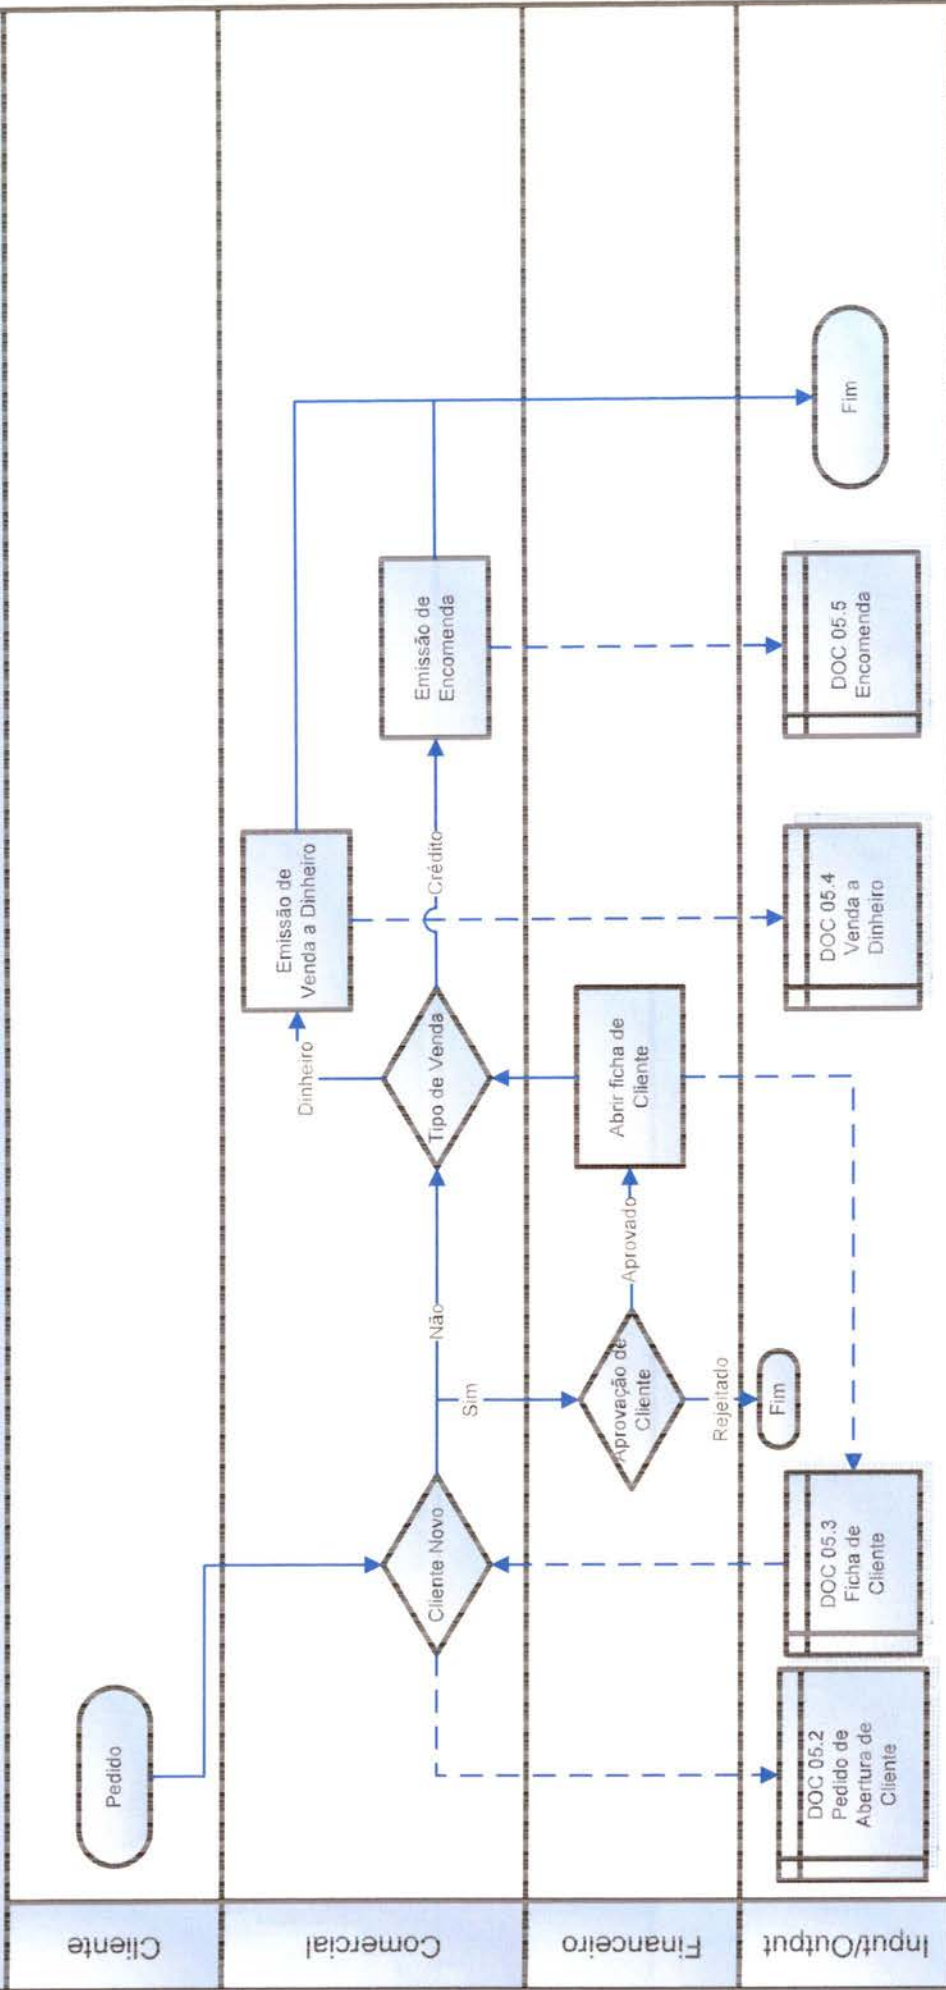 Cliente
Pedido
Comercial
Cliente Novo
Não
Sim
Tipo de Venda
Dinheiro
Emissão de
Venda a Dinheiro
Crédito
Emissão de
Encomenda
Financeiro
Aprovação de
Cliente
Aprovado
Rejeitado
Abrir ficha de
Cliente
Input/Output
DOC 05.2
Pedido de
Abertura de
Cliente
DOC 05.3
Ficha de
Cliente
Fim
DOC 05.4
Venda a
Dinheiro
DOC 05.5
Encomenda
Fim